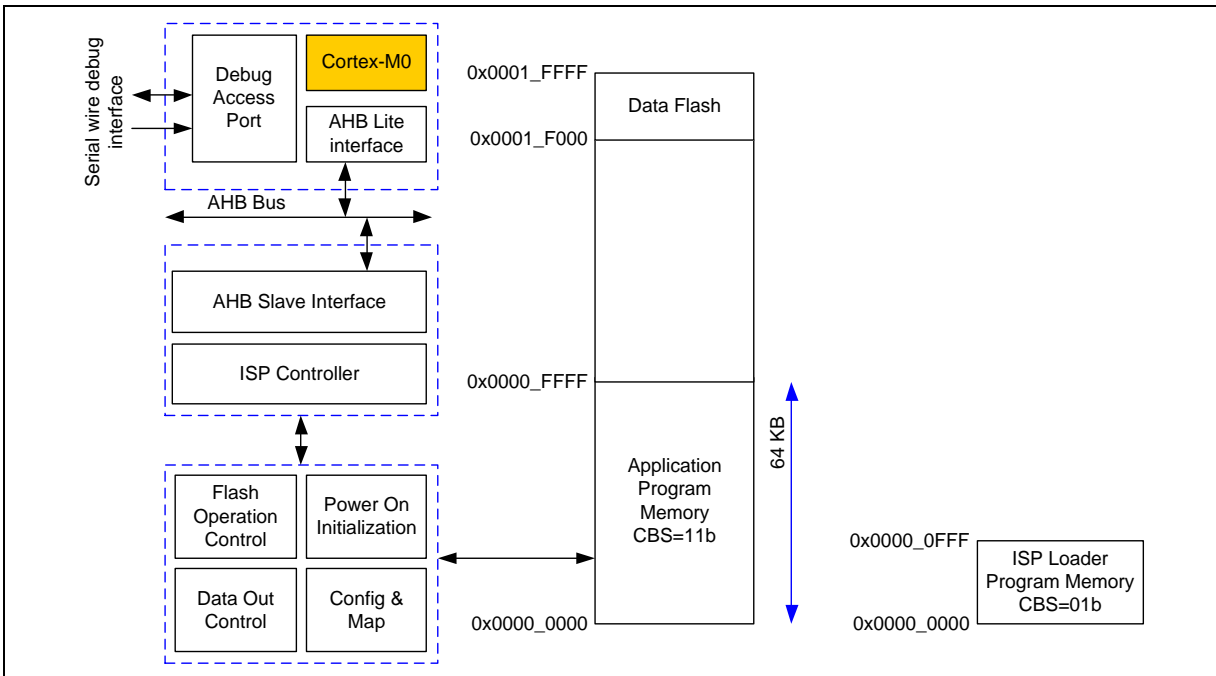 Serial wire debug
interface
Debug
Access
Port
Cortex-M0
AHB Lite
interface
AHB Bus
AHB Slave Interface
ISP Controller
Flash
Operation
Control
Power On
Initialization
Data Out
Control
Config &
Map
0x0001_FFFF
Data Flash
0x0001_F000
0x0000_FFFF
Application
Program
Memory
CBS=11b
0x0000_0000
64 KB
0x0000_0FFF
ISP Loader
Program Memory
CBS=01b
0x0000_0000